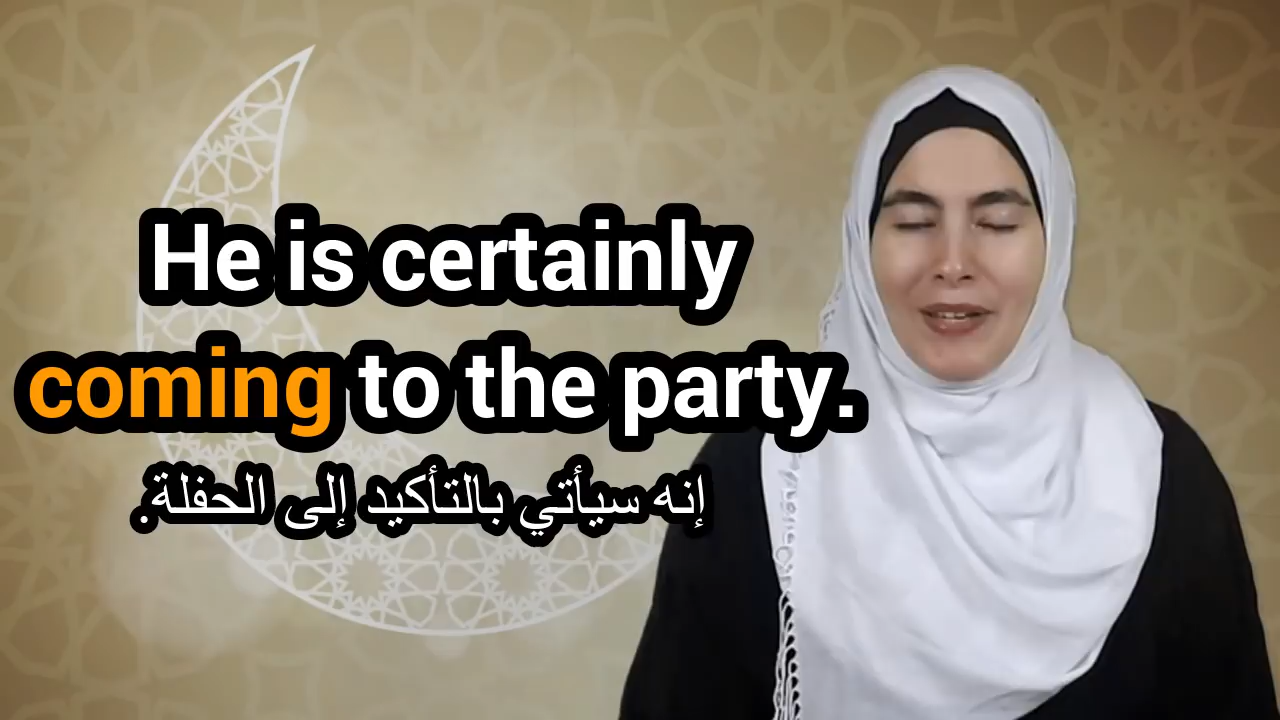 He is certainly
coming to the party.
إنه سيأتي بالتأكيد إلى الحفلة.